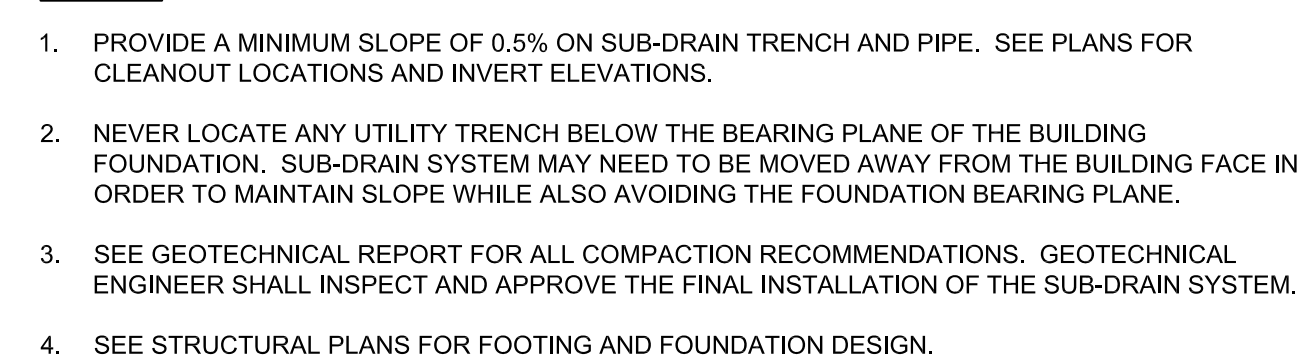 1. PROVIDE A MINIMUM SLOPE OF 0.5% ON SUB-DRAIN TRENCH AND PIPE. SEE PLANS FOR
CLEANOUT LOCATIONS AND INVERT ELEVATIONS.
2. NEVER LOCATE ANY UTILITY TRENCH BELOW THE BEARING PLANE OF THE BUILDING
FOUNDATION. SUB-DRAIN SYSTEM MAY NEED TO BE MOVED AWAY FROM THE BUILDING FACE IN
ORDER TO MAINTAIN SLOPE WHILE ALSO AVOIDING THE FOUNDATION BEARING PLANE.
3. SEE GEOTECHNICAL REPORT FOR ALL COMPACTION RECOMMENDATIONS. GEOTECHNICAL
ENGINEER SHALL INSPECT AND APPROVE THE FINAL INSTALLATION OF THE SUB-DRAIN SYSTEM.
4. SEE STRUCTURAL PLANS FOR FOOTING AND FOUNDATION DESIGN.